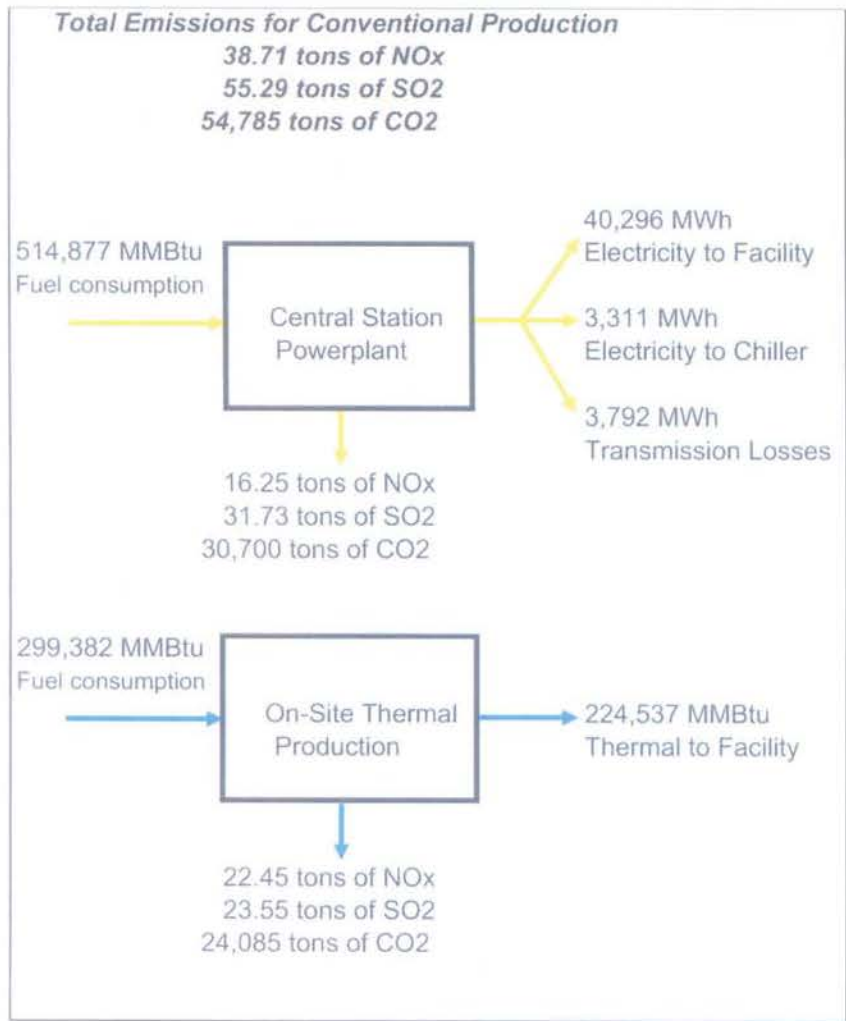 Total Emissions for Conventional Production
38.71 tons of NOx
55.29 tons of SO2
54,785 tons of CO2
514,877 MMBtu
Fuel consumption
Central Station
Powerplant
40,296 MWh
Electricity to Facility
3,311 MWh
Electricity to Chiller
3,792 MWh
Transmission Losses
16.25 tons of NOx
31.73 tons of SO2
30,700 tons of CO2
299,382 MMBtu
Fuel consumption
On-Site Thermal
Production
224,537 MMBtu
Thermal to Facility
22.45 tons of NOx
23.55 tons of SO2
24,085 tons of CO2